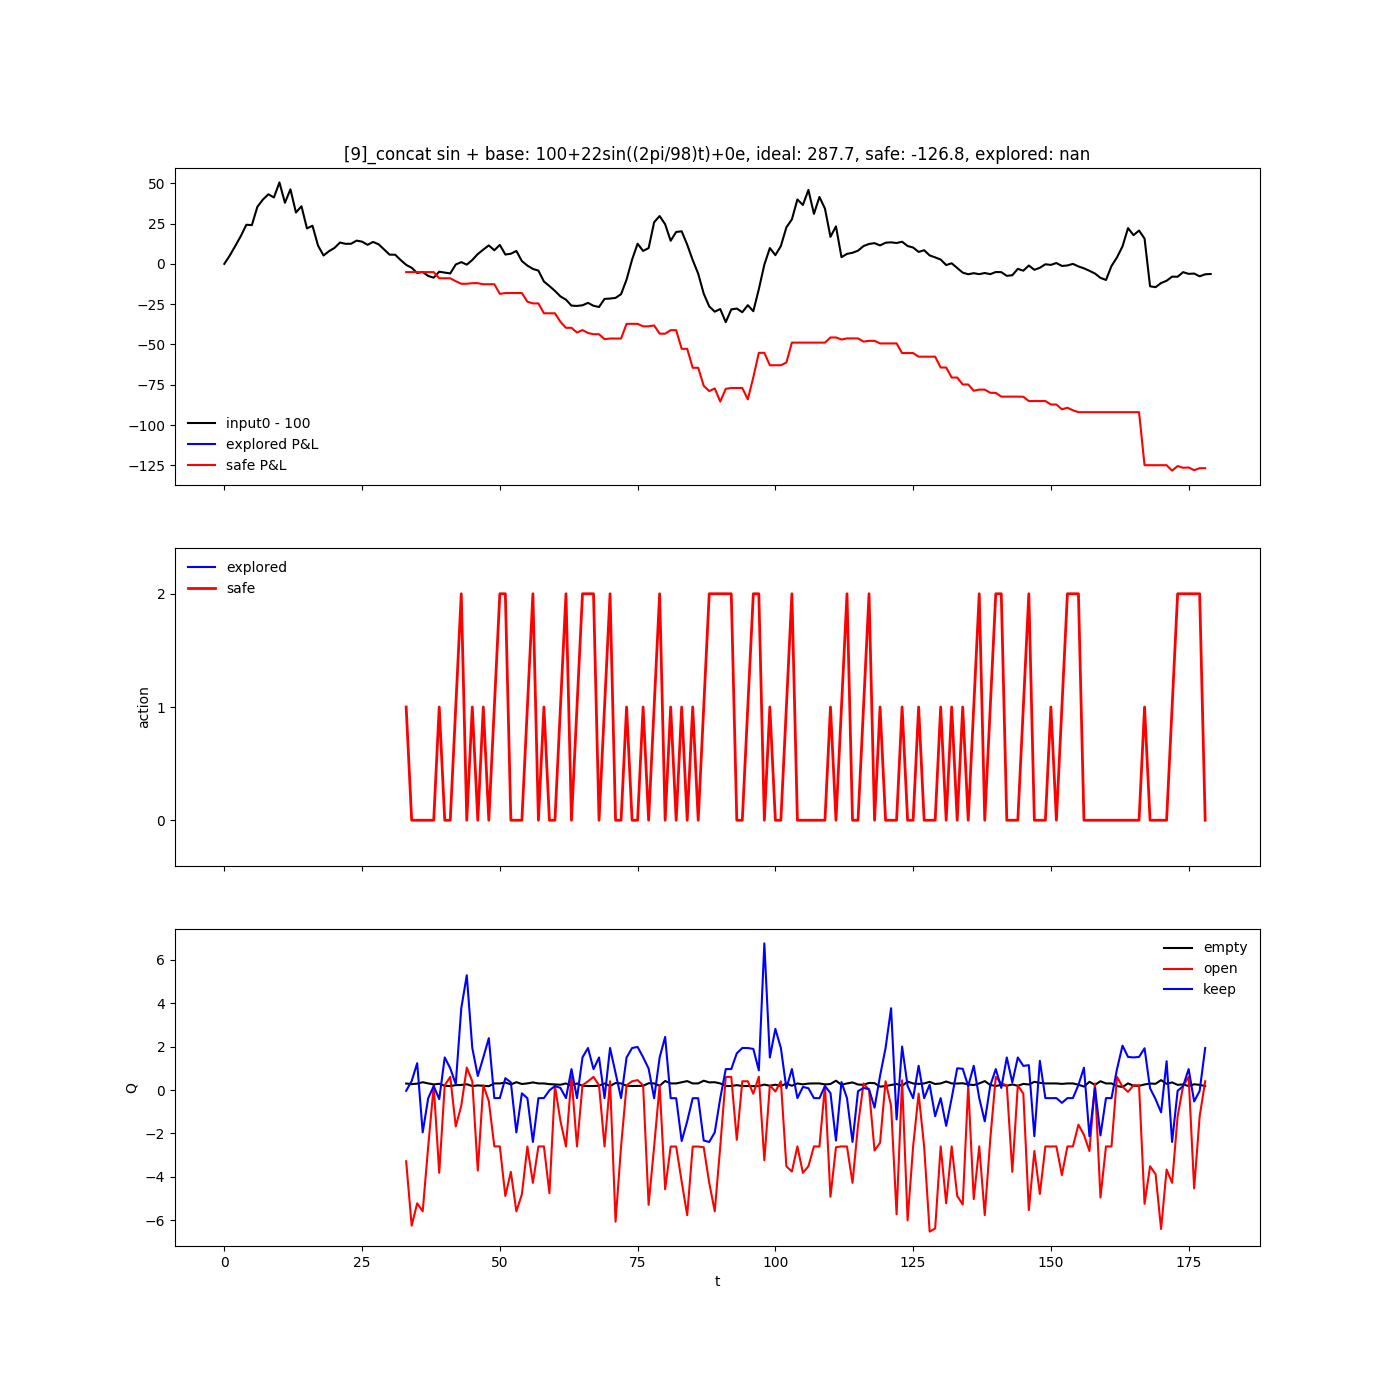 [9]_concat sin + base: 100+22sin((2pi/98)t)+0e, ideal: 287.7, safe: -126.8, explored: nan
50
25
0
−25
−50
−75
−100
−125
input0 - 100
explored P&L
safe P&L
explored
safe
2
1
0
action
empty
open
keep
6
4
2
0
−2
−4
−6
Q
0 25 50 75 100 125 150 175
t